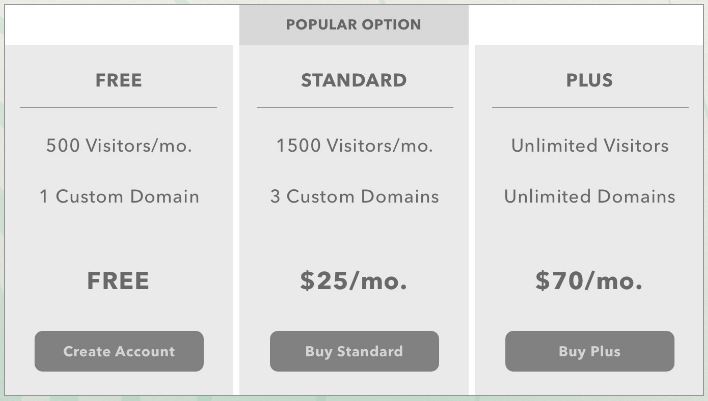 POPULAR OPTION
FREE
500 Visitors/mo.
1 Custom Domain
FREE
Create Account
STANDARD
1500 Visitors/mo.
3 Custom Domains
$25/mo.
Buy Standard
PLUS
Unlimited Visitors
Unlimited Domains
$70/mo.
Buy Plus